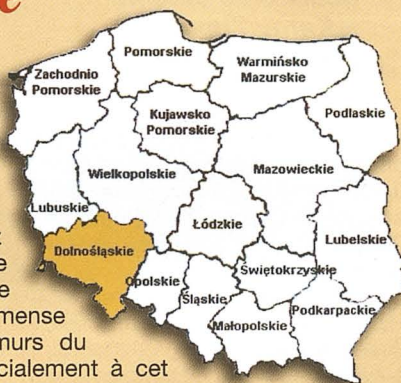 Pomorskie
Zachodnio
Pomorskie
Warmińsko
Mazurskie
Kujawsko
Pomorskie
Podlaskie
Wielkopolskie
Mazowieckie
Lubuskie
Łódzkie
Lubelskie
Dolnośląskie
Opolskie
Śląskie
Świętokrzyskie
Małopolskie
Podkarpackie
mmense
murs du
cialement à cet